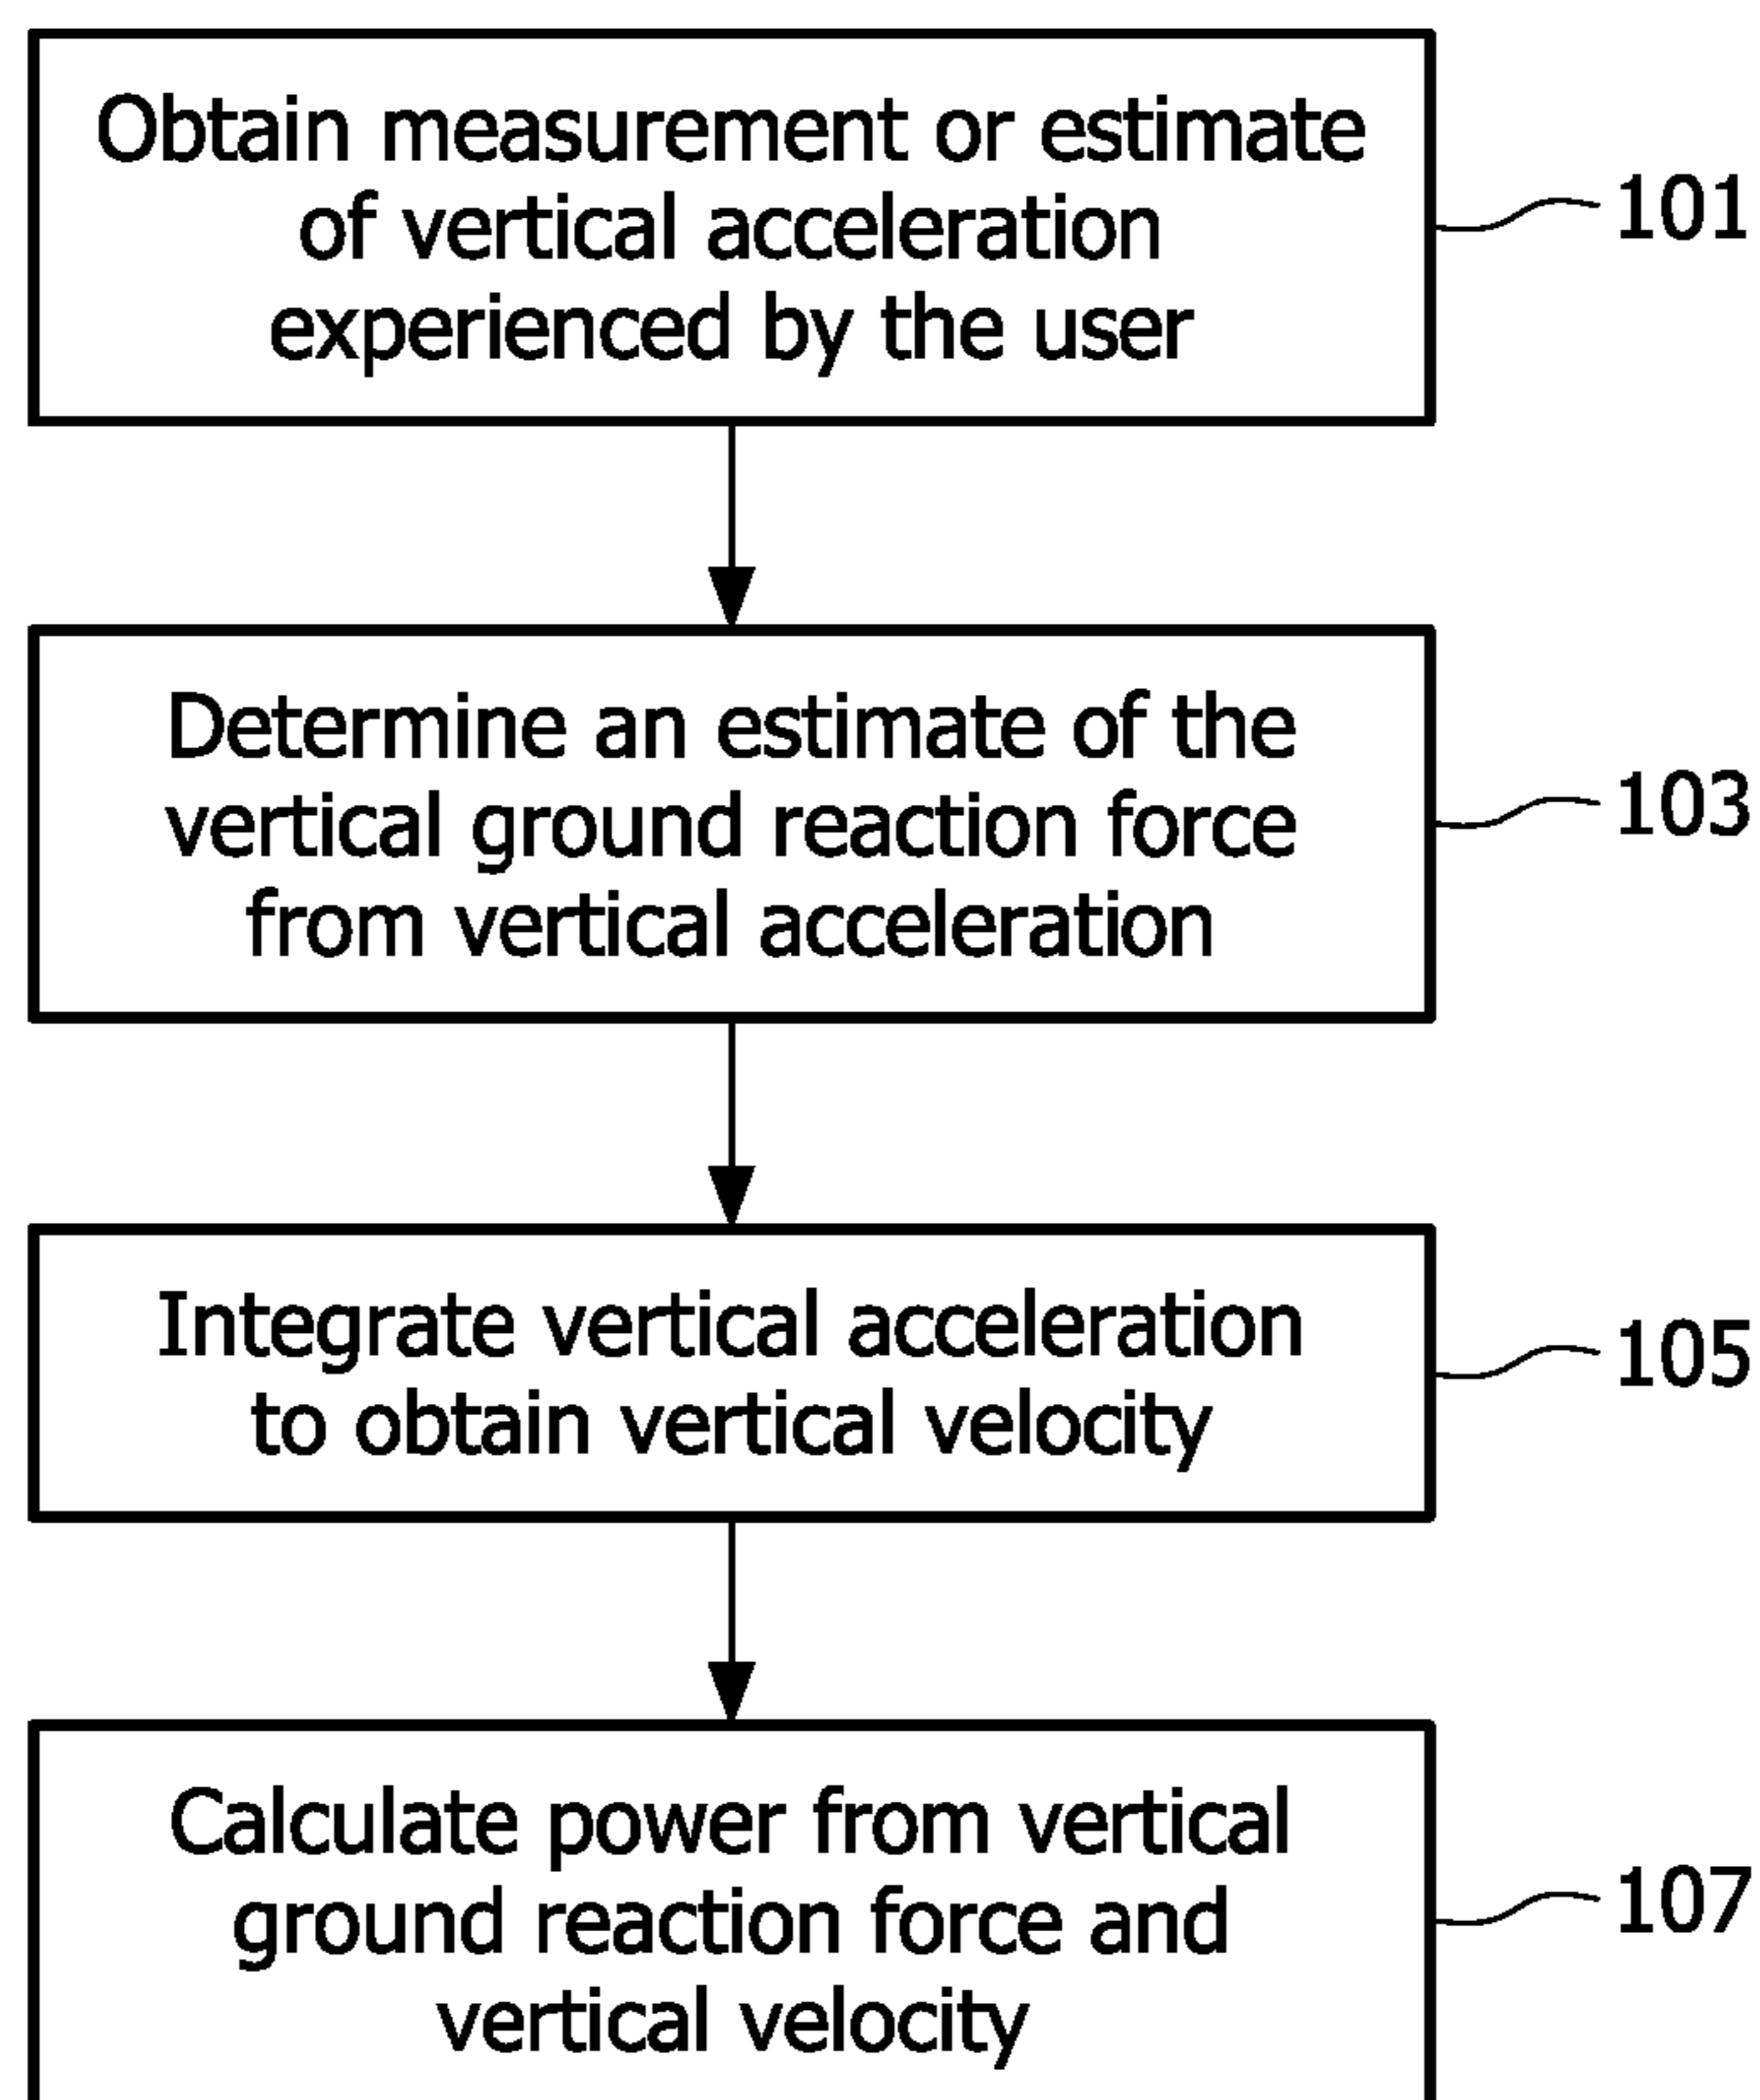 Obtain measurement or estimate
of vertical acceleration
experienced by the user
101
Determine an estimate of the
vertical ground reaction force
from vertical acceleration
103
Integrate vertical acceleration
to obtain vertical velocity
105
Calculate power from vertical
ground reaction force and
vertical velocity
107